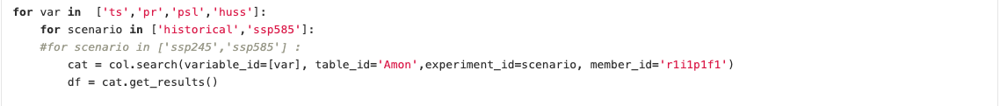 for var in  ['ts','pr','psl','huss']:
    for scenario in ['historical','ssp585']:
    #for scenario in ['ssp245','ssp585'] :
        cat = col.search(variable_id=[var], table_id='Amon',experiment_id=scenario, member_id='r1i1p1f1')
        df = cat.get_results()